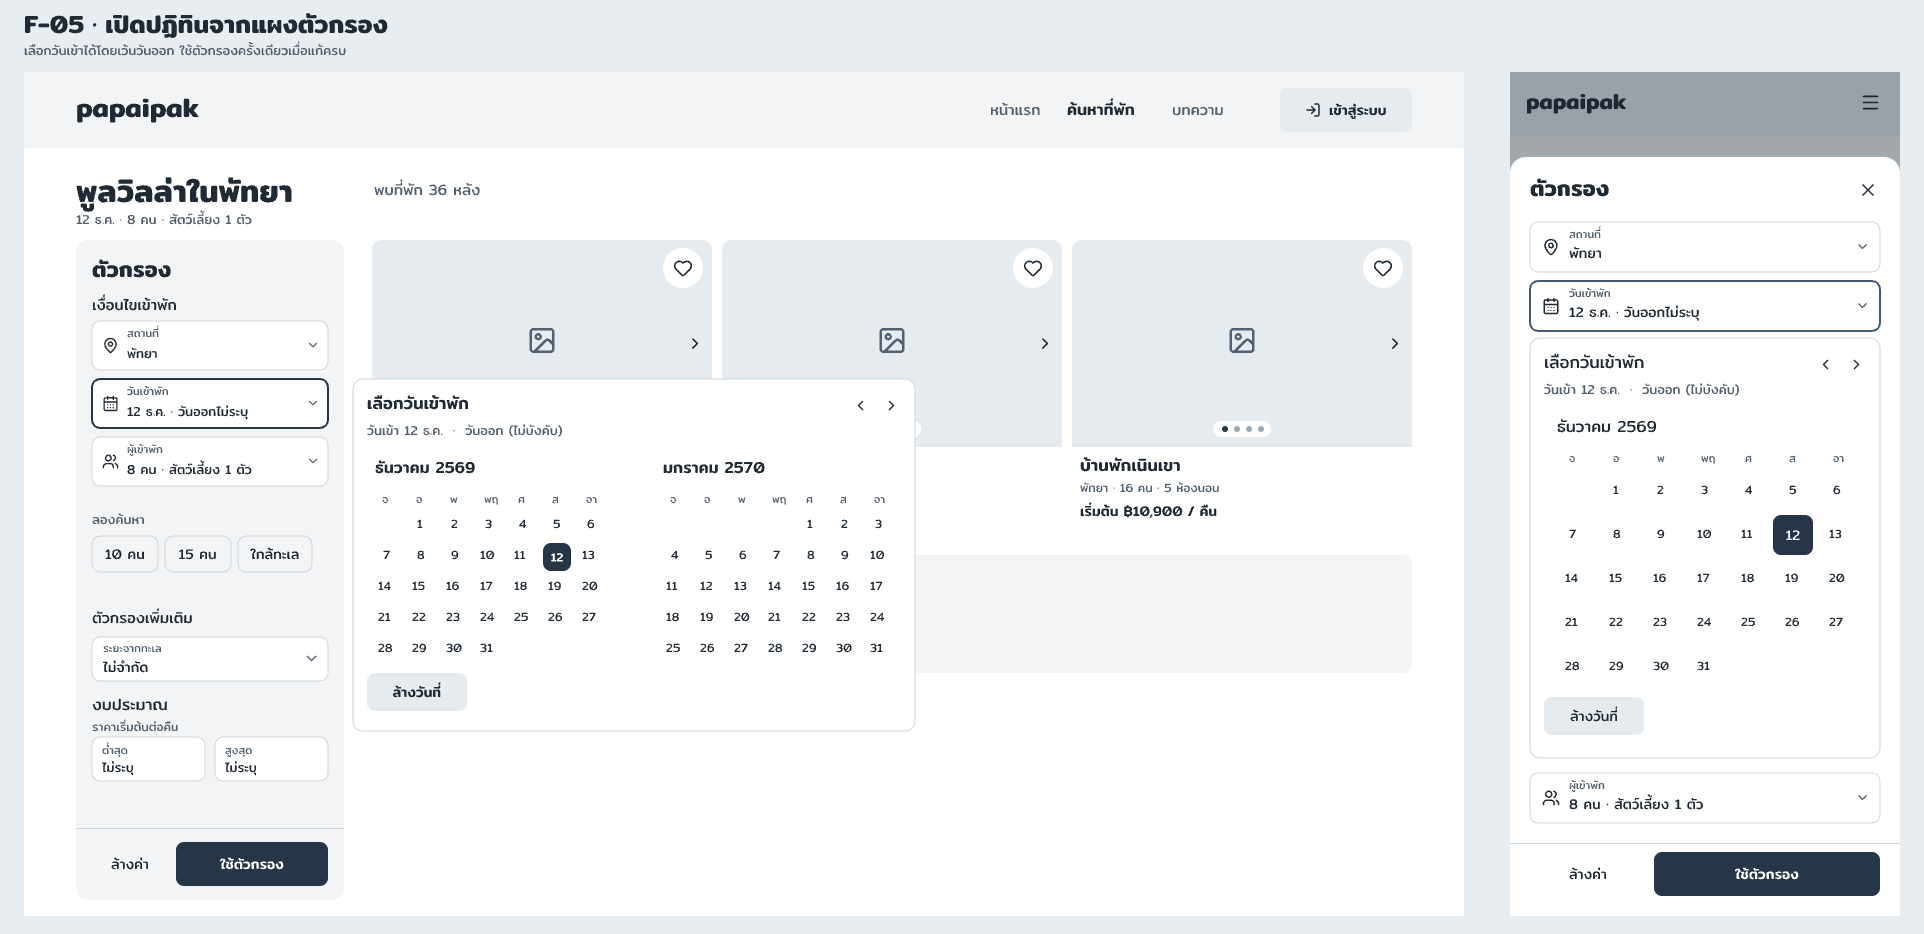 F-05 · เปิดปฏิทินจากแผงตัวกรอง
เลือกวันเข้าได้โดยเว้นวันออก ใช้ตัวกรองครั้งเดียวเมื่อแก้ครบ
papaipak
หน้าแรก ค้นหาที่พัก บทความ เข้าสู่ระบบ
พูลวิลล่าในพัทยา
12 ธ.ค. · 8 คน · สัตว์เลี้ยง 1 ตัว
พบที่พัก 36 หลัง
ตัวกรอง
เงื่อนไขเข้าพัก
สถานที่
พัทยา
วันเข้าพัก
12 ธ.ค. · วันออกไม่ระบุ
ผู้เข้าพัก
8 คน · สัตว์เลี้ยง 1 ตัว
ลองค้นหา
10 คน 15 คน ใกล้ทะเล
ตัวกรองเพิ่มเติม
ระยะจากทะเล
ไม่จำกัด
งบประมาณ
ราคาเริ่มต้นต่อคืน
ต่ำสุด สูงสุด
ไม่ระบุ ไม่ระบุ
ล้างค่า ใช้ตัวกรอง
เลือกวันเข้าพัก
วันเข้า 12 ธ.ค. · วันออก (ไม่บังคับ)
ธันวาคม 2569
จ อ พ พฤ ศ ส อา
1 2 3 4 5 6
7 8 9 10 11 12 13
14 15 16 17 18 19 20
21 22 23 24 25 26 27
28 29 30 31
มกราคม 2570
จ อ พ พฤ ศ ส อา
1 2 3
4 5 6 7 8 9 10
11 12 13 14 15 16 17
18 19 20 21 22 23 24
25 26 27 28 29 30 31
ล้างวันที่
บ้านพักเนินเขา
พัทยา · 16 คน · 5 ห้องนอน
เริ่มต้น ฿10,900 / คืน
papaipak
ตัวกรอง
สถานที่
พัทยา
วันเข้าพัก
12 ธ.ค. · วันออกไม่ระบุ
เลือกวันเข้าพัก
วันเข้า 12 ธ.ค. · วันออก (ไม่บังคับ)
ธันวาคม 2569
จ อ พ พฤ ศ ส อา
1 2 3 4 5 6
7 8 9 10 11 12 13
14 15 16 17 18 19 20
21 22 23 24 25 26 27
28 29 30 31
ล้างวันที่
ผู้เข้าพัก
8 คน · สัตว์เลี้ยง 1 ตัว
ล้างค่า ใช้ตัวกรอง